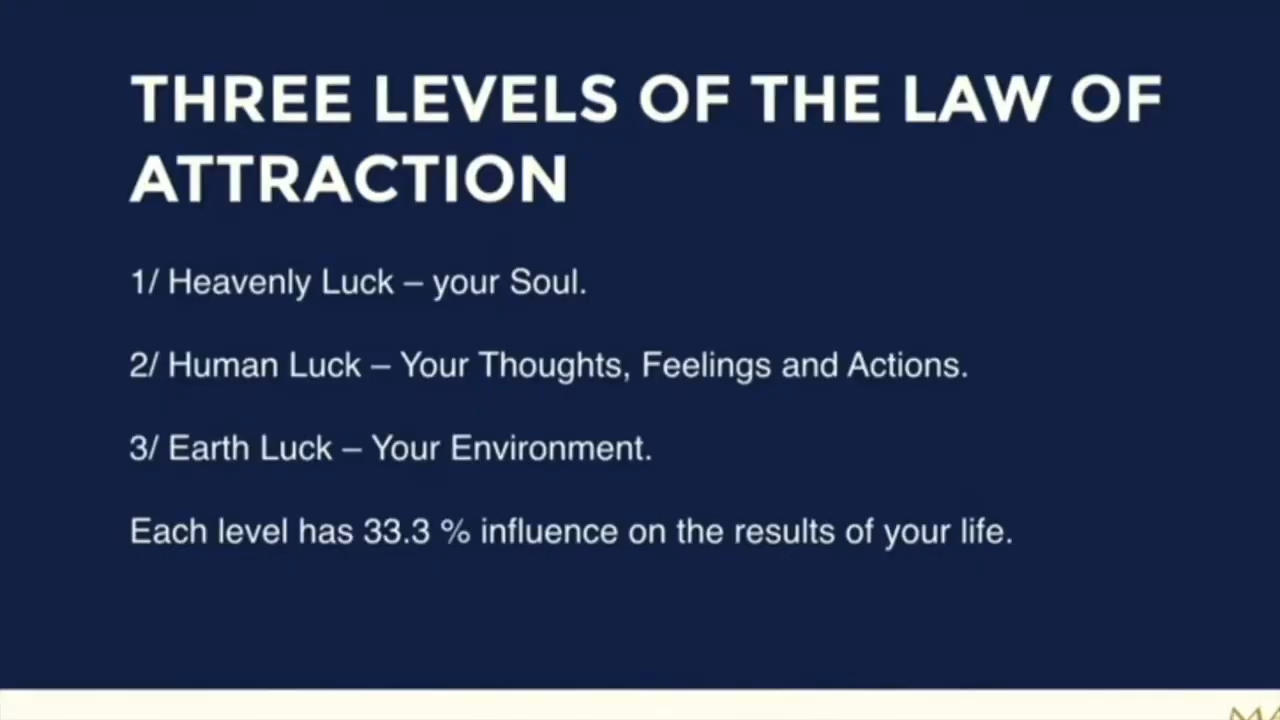 THREE LEVELS OF THE LAW OF
ATTRACTION
1/ Heavenly Luck – your Soul.
2/ Human Luck – Your Thoughts, Feelings and Actions.
3/ Earth Luck – Your Environment.
Each level has 33.3 % influence on the results of your life.